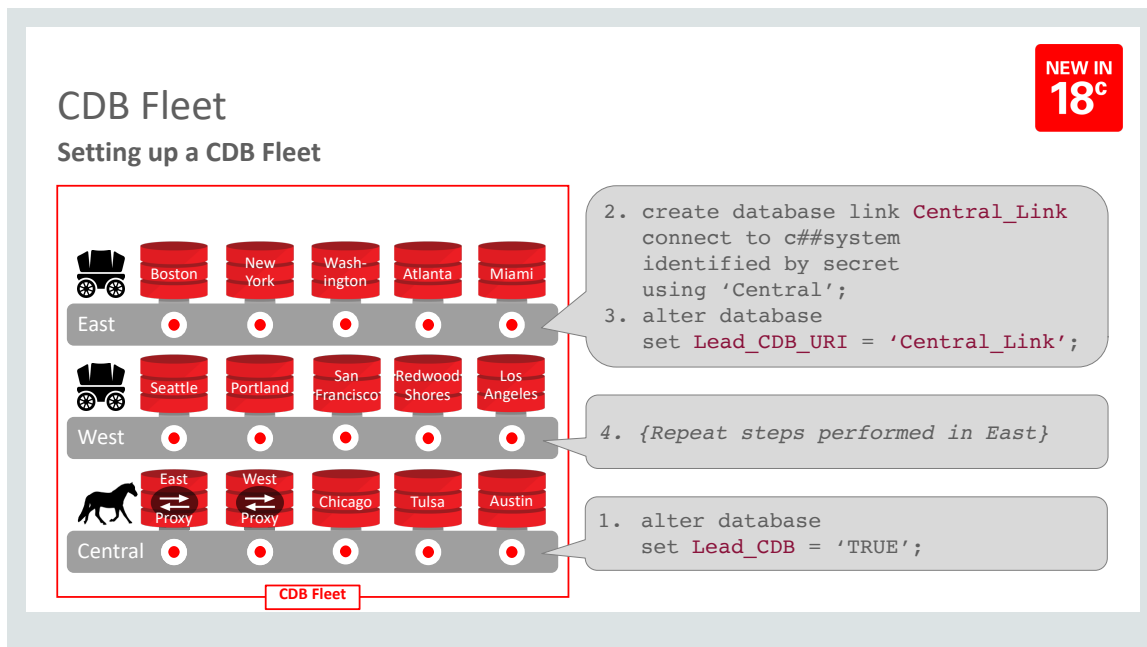 NEW IN
18c
CDB Fleet
Setting up a CDB Fleet
Boston
New
York
Wash-
ington
Atlanta
Miami
East
Seattle
Portland
San
Francisco
Redwood
Shores
Los
Angeles
West
East
Proxy
West
Proxy
Chicago
Tulsa
Austin
Central
CDB Fleet
2. create database link Central_Link
connect to c##system
identified by secret
using ‘Central’;
3. alter database
set Lead_CDB_URI = ‘Central_Link’;
4. {Repeat steps performed in East}
1. alter database
set Lead_CDB = ‘TRUE’;